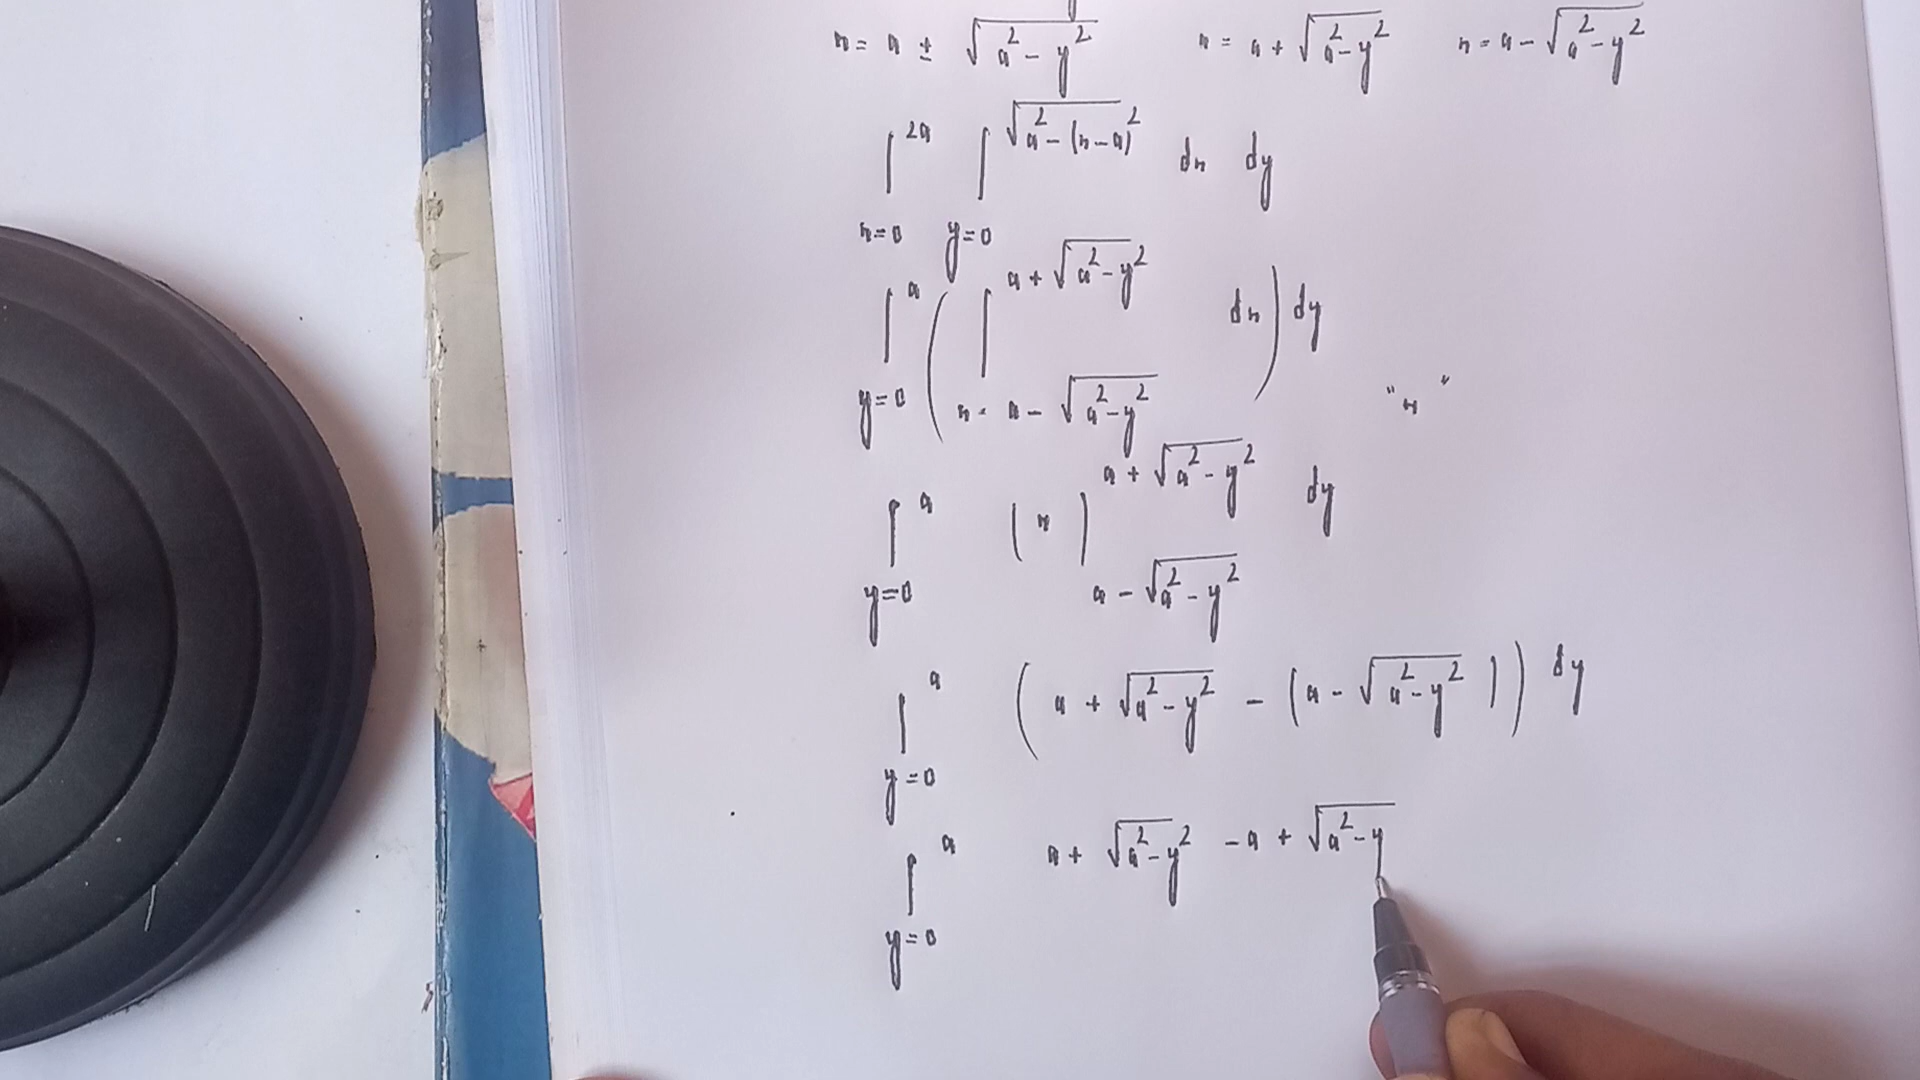 x = a ± √(a² − y²)    x = a + √(a² − y²)    x = a − √(a² − y²)
∫_{x=0}^{2a} ∫_{y=0}^{√(a² − (x − a)²)} dx dy
∫_{y=0}^{a} ( ∫_{x = a − √(a² − y²)}^{a + √(a² − y²)} dx ) dy    "x"
∫_{y=0}^{a} (x)_{a − √(a² − y²)}^{a + √(a² − y²)} dy
∫_{y=0}^{a} ( a + √(a² − y²) − (a − √(a² − y²)) ) dy
∫_{y=0}^{a} a + √(a² − y²) − a + √(a² − y